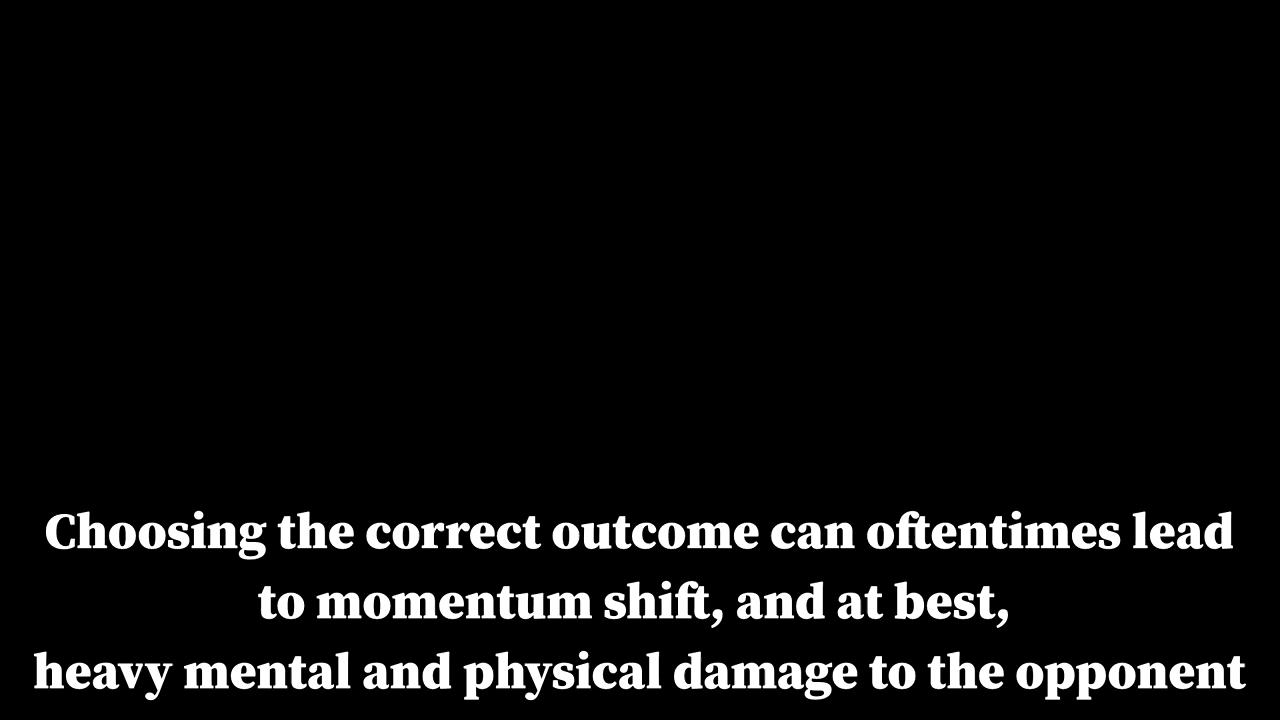 Choosing the correct outcome can oftentimes lead
to momentum shift, and at best,
heavy mental and physical damage to the opponent